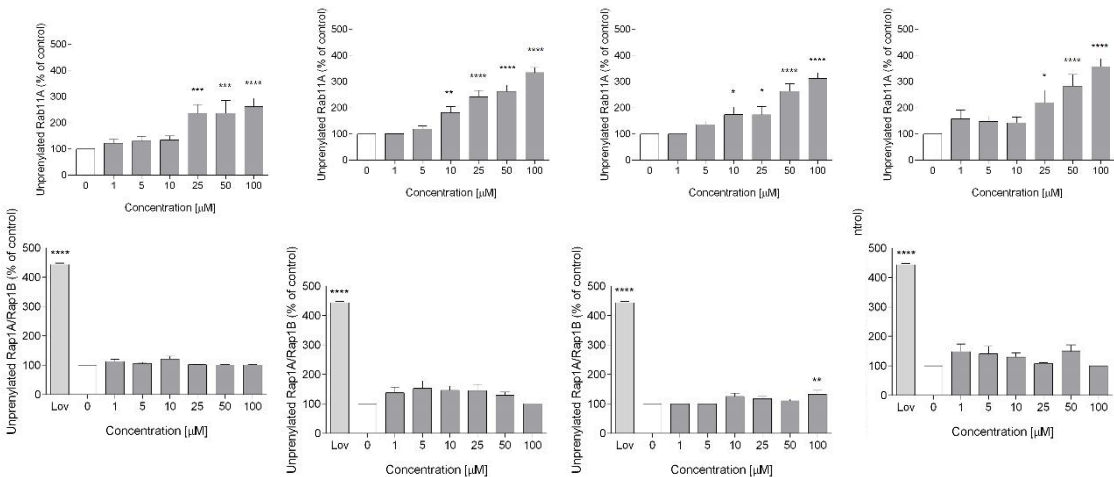 Unprenylated Rab11A (% of control)
500
400
300
200
100
0
*** *** ****
0 1 5 10 25 50 100
Concentration [µM]
Unprenylated Rab11A (% of control)
500
400
300
200
100
0
** **** **** ****
0 1 5 10 25 50 100
Concentration [µM]
Unprenylated Rab11A (% of control)
500
400
300
200
100
0
* * **** ****
0 1 5 10 25 50 100
Concentration [µM]
Unprenylated Rab11A (% of control)
500
400
300
200
100
0
* **** ****
0 1 5 10 25 50 100
Concentration [µM]
Unprenylated Rap1A/Rap1B (% of control)
500
400
300
200
100
0
****
Lov 0 1 5 10 25 50 100
Concentration [µM]
Unprenylated Rap1A/Rap1B (% of control)
500
400
300
200
100
0
****
Lov 0 1 5 10 25 50 100
Concentration [µM]
Unprenylated Rap1A/Rap1B (% of control)
500
400
300
200
100
0
**** **
Lov 0 1 5 10 25 50 100
Concentration [µM]
ntrol)
500
400
300
200
100
0
****
Lov 0 1 5 10 25 50 100
Concentration [µM]